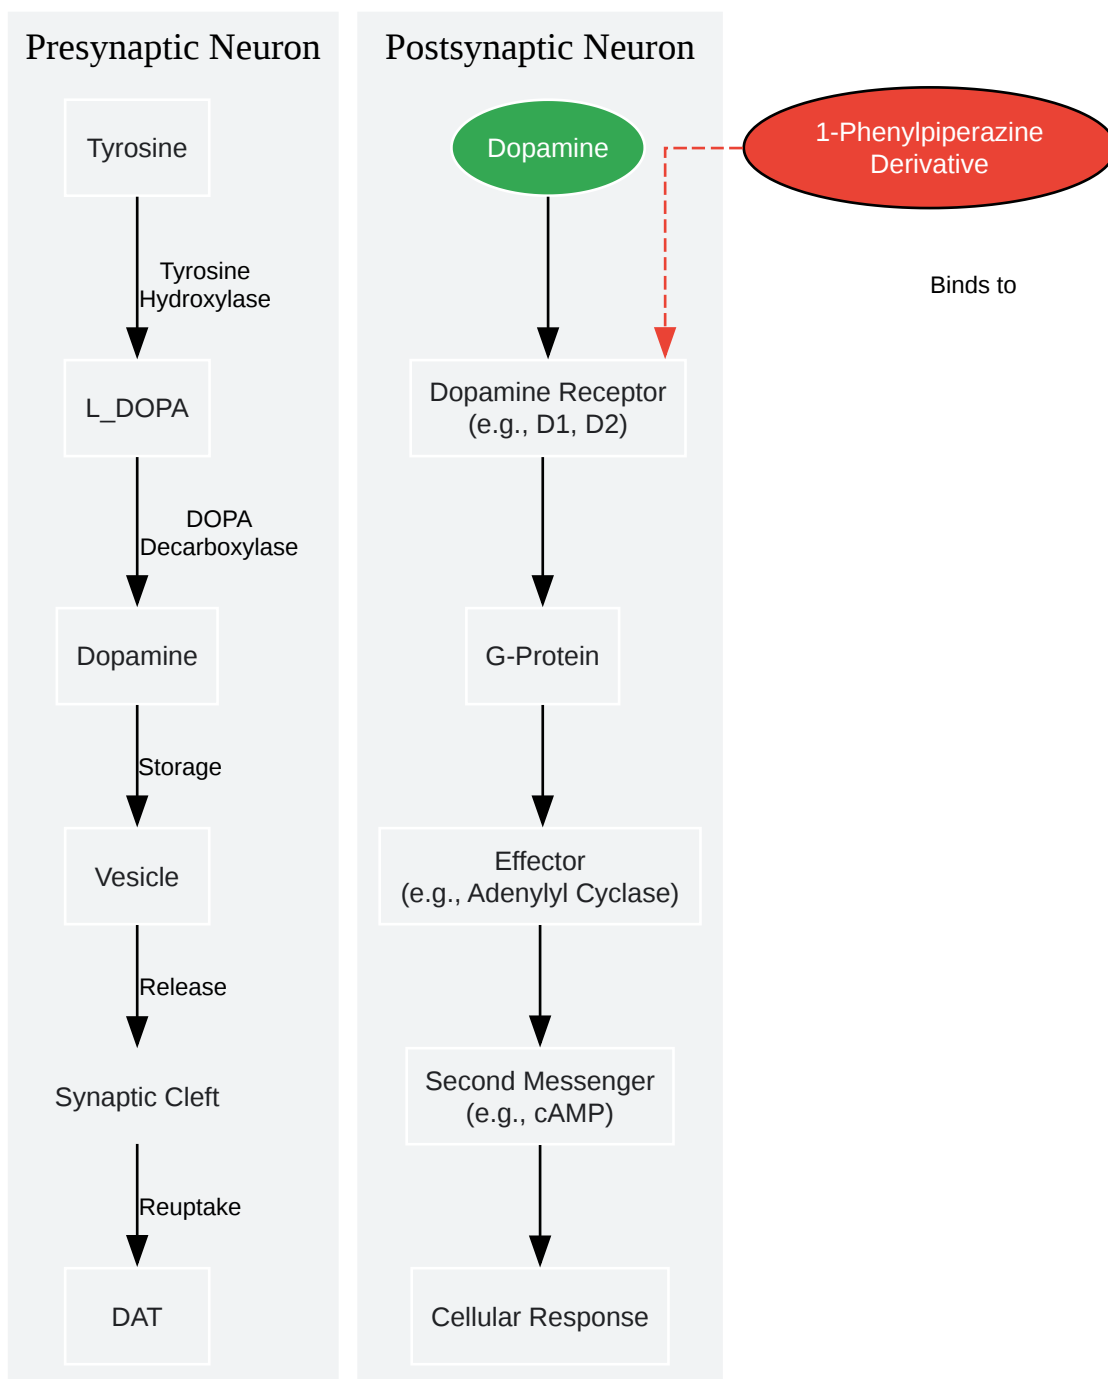 Presynaptic Neuron
Tyrosine
Tyrosine
Hydroxylase
L_DOPA
DOPA
Decarboxylase
Dopamine
Storage
Vesicle
Release
Synaptic Cleft
Reuptake
DAT
Postsynaptic Neuron
Dopamine
Dopamine Receptor
(e.g., D1, D2)
G-Protein
Effector
(e.g., Adenylyl Cyclase)
Second Messenger
(e.g., cAMP)
Cellular Response
1-Phenylpiperazine
Derivative
Binds to